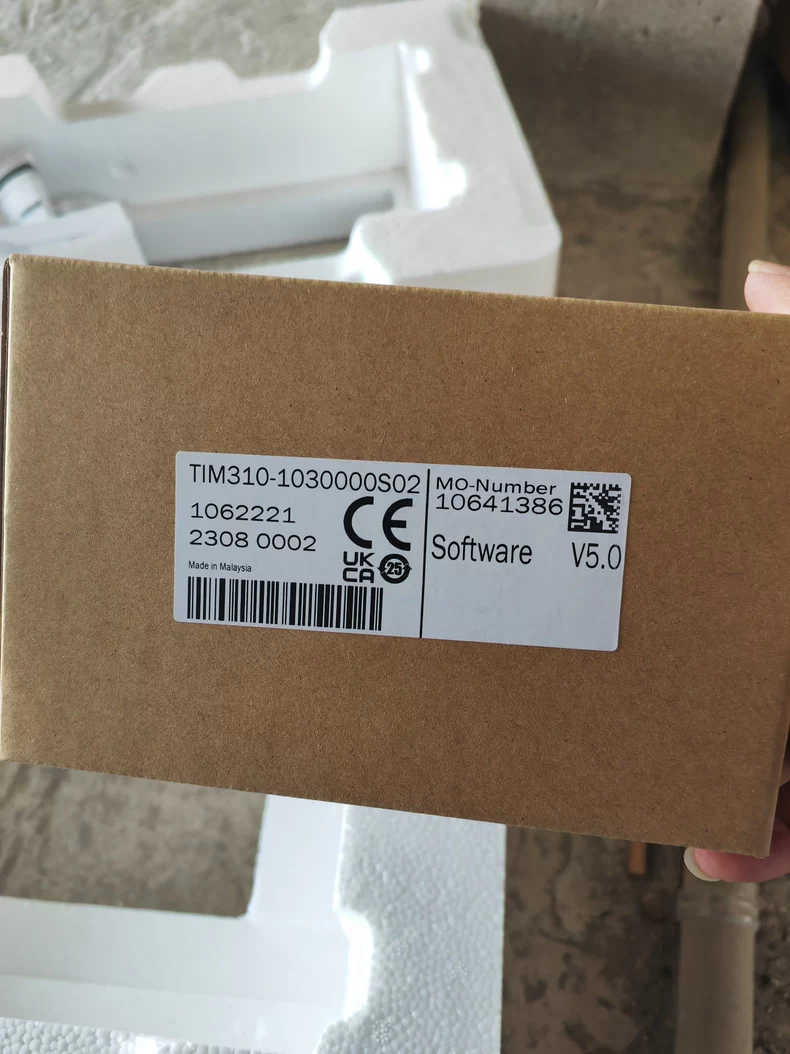 TIM310-1030000S02
1062221
2308 0002
CE
UK
CA
25
Made in Malaysia
MO-Number
10641386
Software V5.0